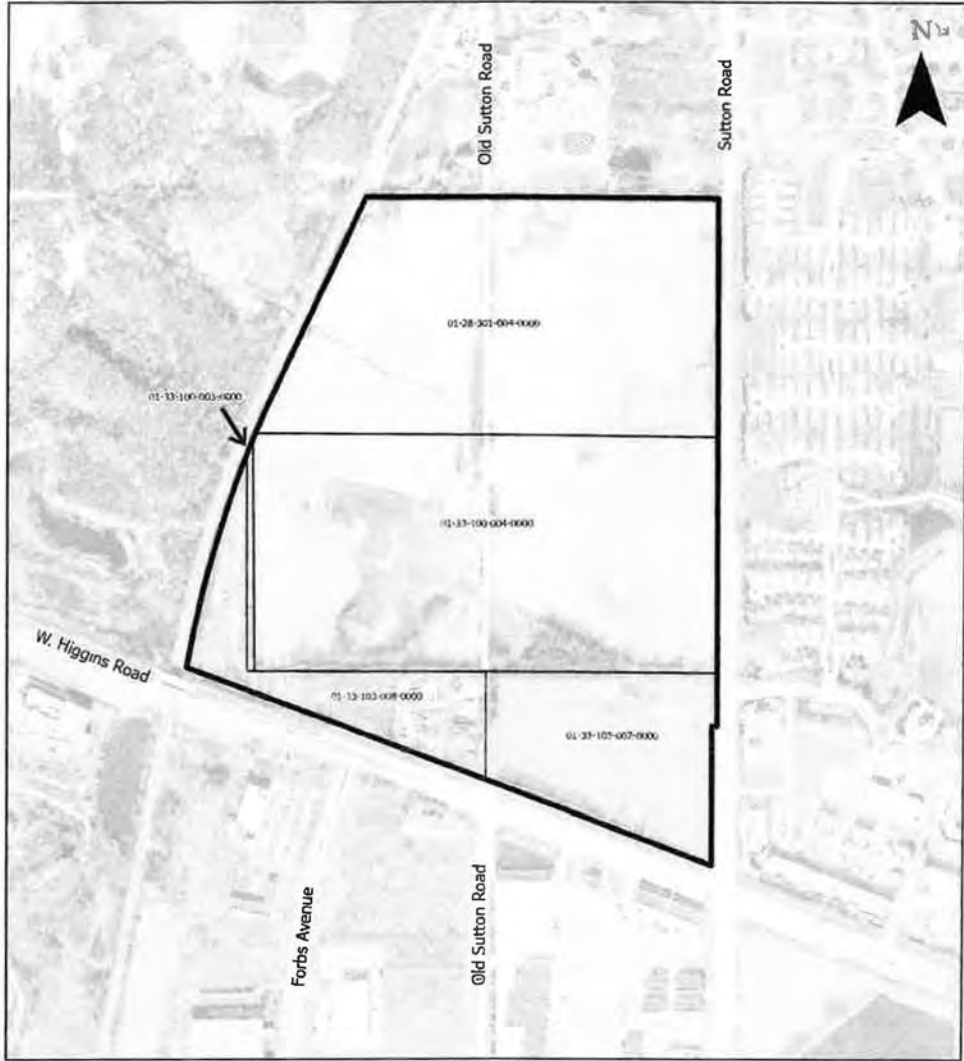 N
Old Sutton Road
Sutton Road
01-28-301-004-0000
01-33-100-003-0000
01-33-100-004-0000
W. Higgins Road
01-33-103-008-0000
01-33-103-007-0000
Forbs Avenue
Old Sutton Road